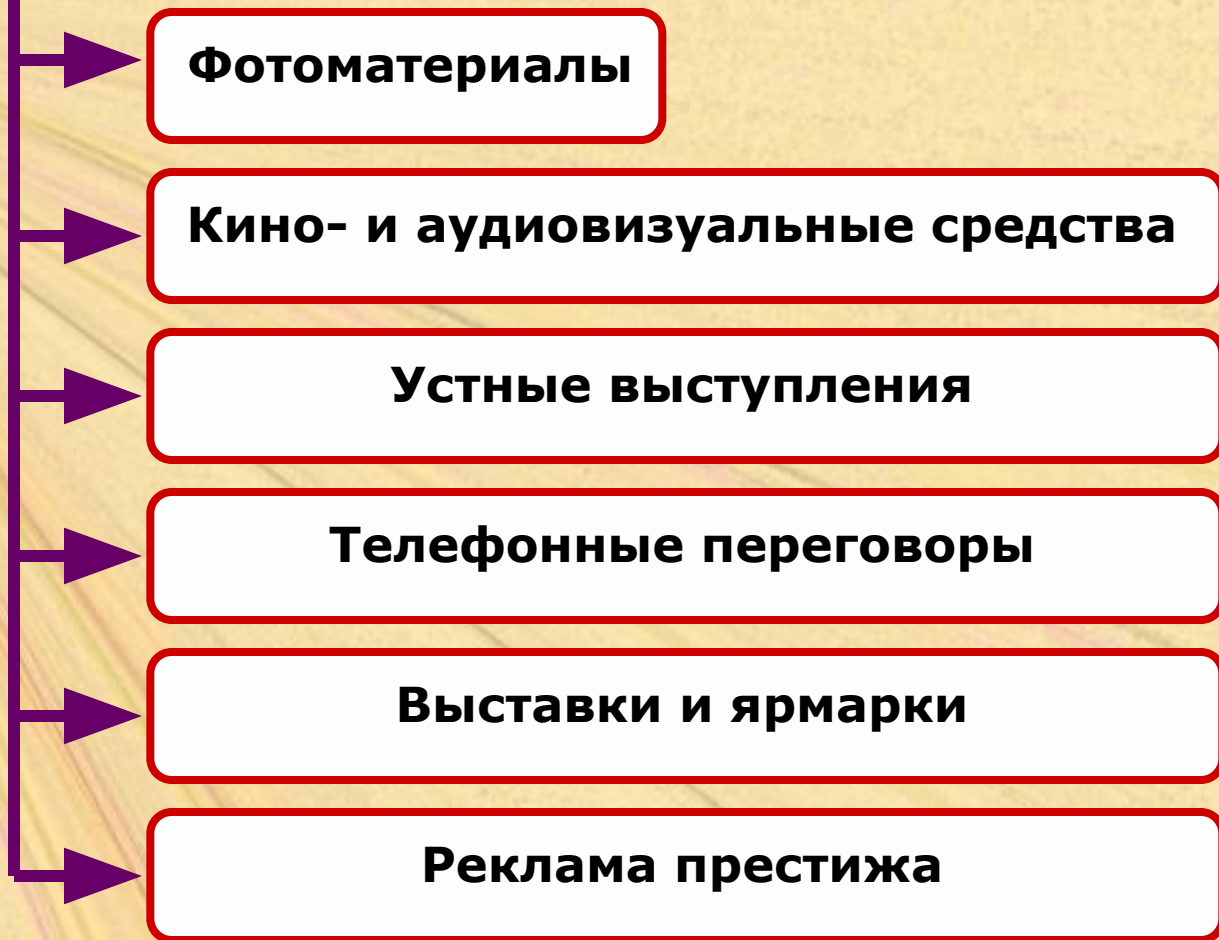 Фотоматериалы
Кино- и аудиовизуальные средства
Устные выступления
Телефонные переговоры
Выставки и ярмарки
Реклама престижа